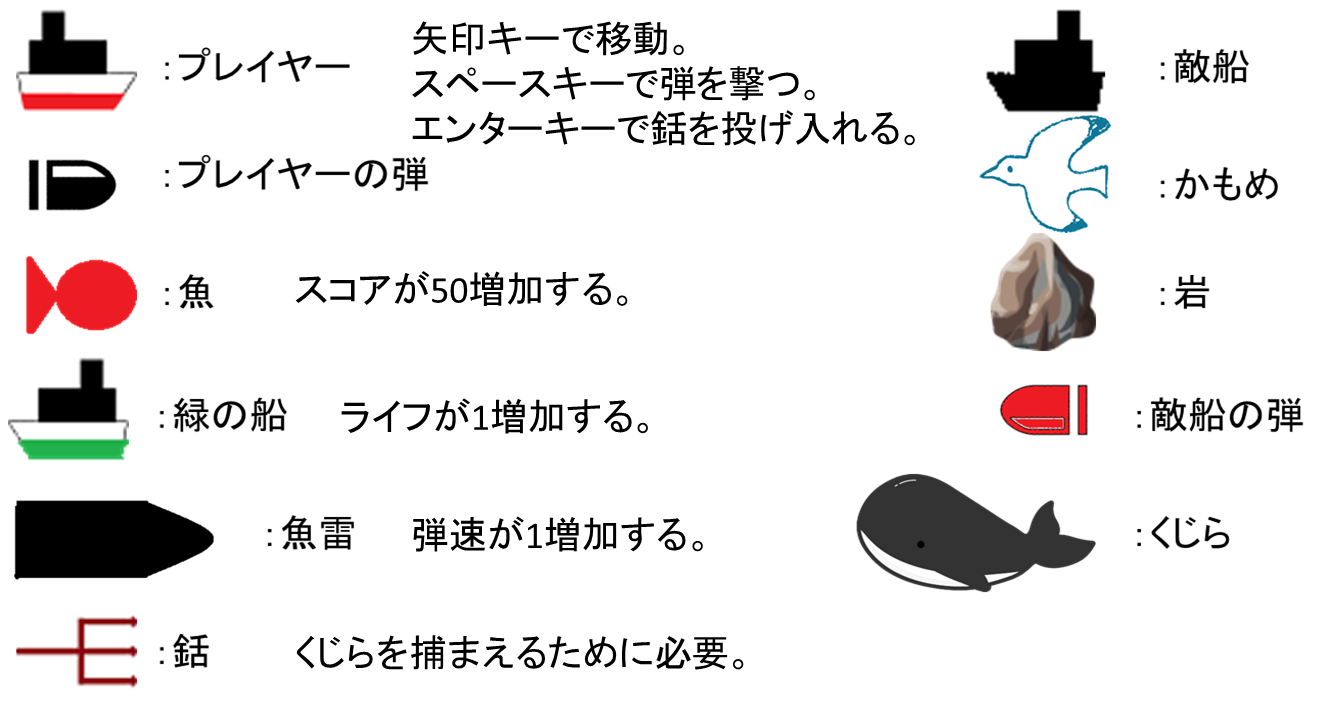 ：プレイヤー
矢印キーで移動。
スペースキーで弾を撃つ。
エンターキーで銛を投げ入れる。
：プレイヤーの弾
：魚 スコアが50増加する。
：緑の船 ライフが1増加する。
：魚雷 弾速が1増加する。
：銛 くじらを捕まえるために必要。
：敵船
：かもめ
：岩
：敵船の弾
：くじら